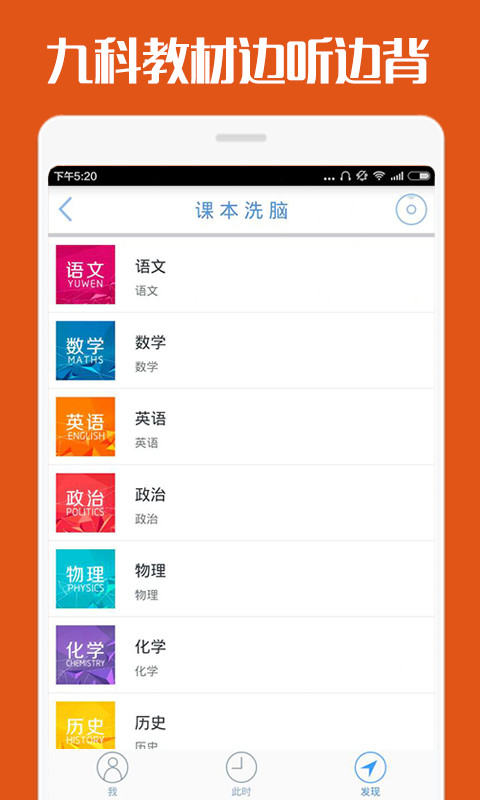 九科教材边听边背
下午5:20
课本洗脑
语文
YUWEN
语文
语文
数学
MATHS
数学
数学
英语
ENGLISH
英语
英语
政治
POLITICS
政治
政治
物理
PHYSICS
物理
物理
化学
CHEMISTRY
化学
化学
历史
HISTORY
历史
历史
我
此时
发现